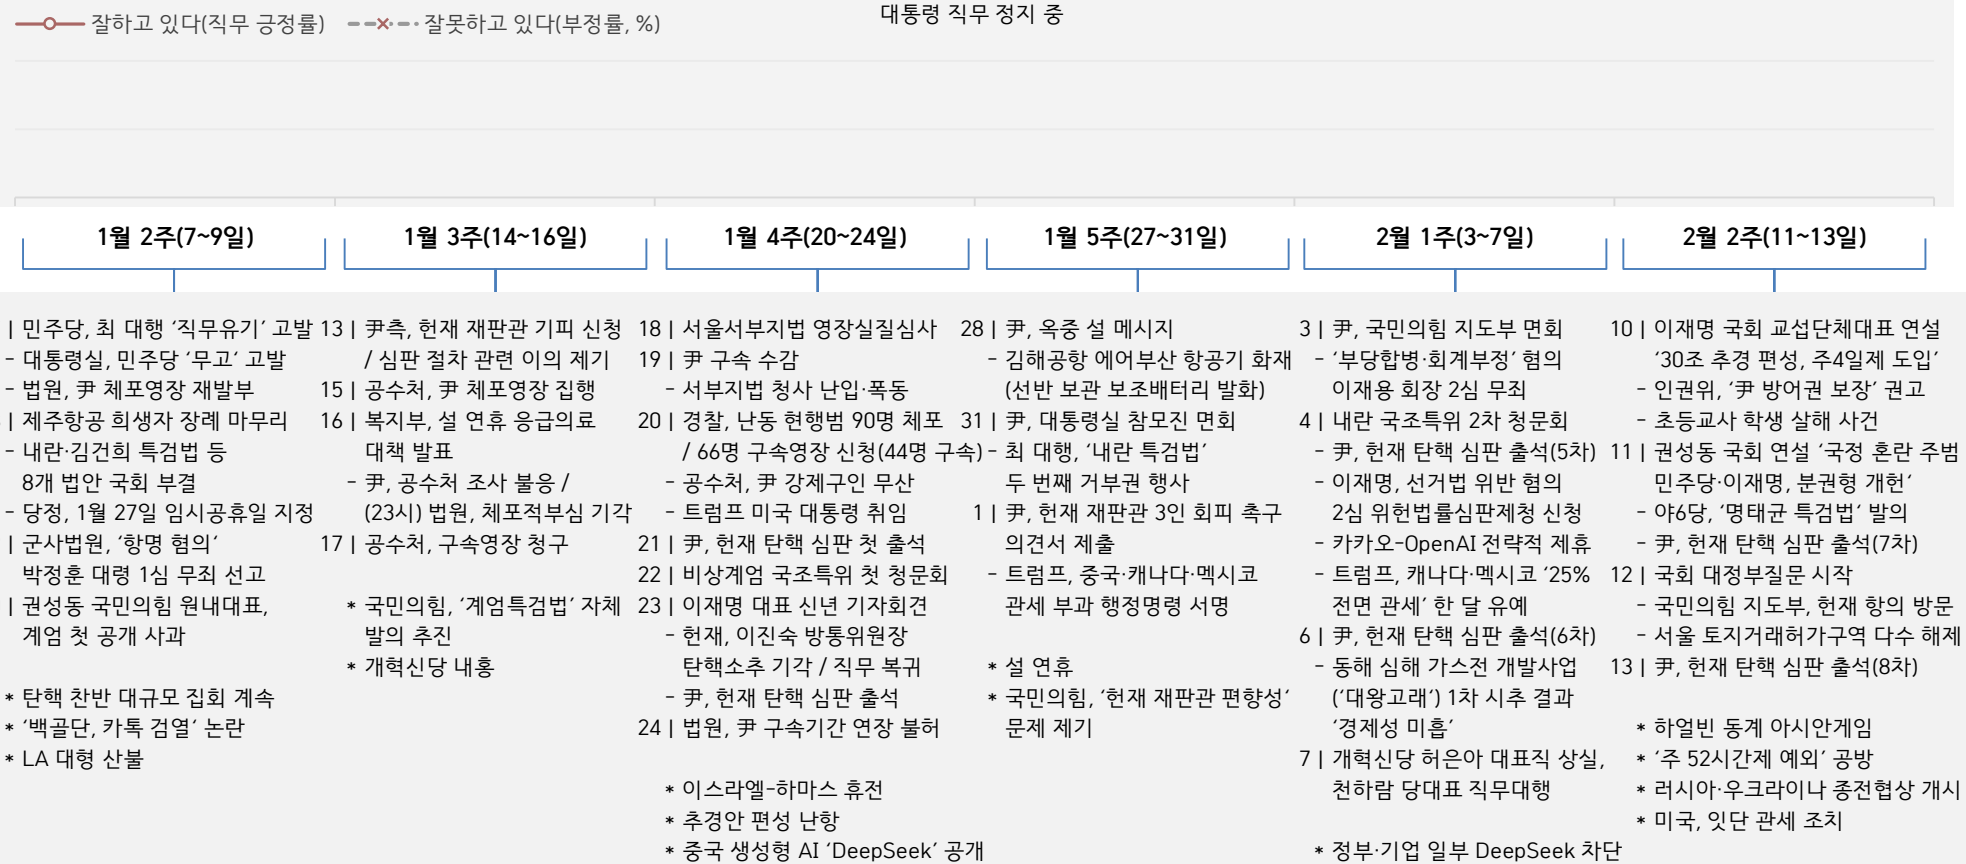 잘하고 있다(직무 긍정률) 잘못하고 있다(부정률, %)
대통령 직무 정지 중
1월 2주(7~9일)
| 민주당, 최 대행 ‘직무유기’ 고발
- 대통령실, 민주당 ‘무고‘ 고발
- 법원, 尹 체포영장 재발부
| 제주항공 희생자 장례 마무리
- 내란·김건희 특검법 등
8개 법안 국회 부결
- 당정, 1월 27일 임시공휴일 지정
| 군사법원, ‘항명 혐의‘
박정훈 대령 1심 무죄 선고
| 권성동 국민의힘 원내대표,
계엄 첫 공개 사과
* 탄핵 찬반 대규모 집회 계속
* ‘백골단, 카톡 검열‘ 논란
* LA 대형 산불
1월 3주(14~16일)
13 | 尹측, 헌재 재판관 기피 신청
/ 심판 절차 관련 이의 제기
15 | 공수처, 尹 체포영장 집행
16 | 복지부, 설 연휴 응급의료
대책 발표
- 尹, 공수처 조사 불응 /
(23시) 법원, 체포적부심 기각
17 | 공수처, 구속영장 청구
* 국민의힘, ‘계엄특검법’ 자체
발의 추진
* 개혁신당 내홍
1월 4주(20~24일)
18 | 서울서부지법 영장실질심사
19 | 尹 구속 수감
- 서부지법 청사 난입·폭동
20 | 경찰, 난동 현행범 90명 체포
/ 66명 구속영장 신청(44명 구속)
- 공수처, 尹 강제구인 무산
- 트럼프 미국 대통령 취임
21 | 尹, 헌재 탄핵 심판 첫 출석
22 | 비상계엄 국조특위 첫 청문회
23 | 이재명 대표 신년 기자회견
- 헌재, 이진숙 방통위원장
탄핵소추 기각 / 직무 복귀
- 尹, 헌재 탄핵 심판 출석
24 | 법원, 尹 구속기간 연장 불허
* 이스라엘-하마스 휴전
* 추경안 편성 난항
* 중국 생성형 AI ‘DeepSeek’ 공개
1월 5주(27~31일)
28 | 尹, 옥중 설 메시지
- 김해공항 에어부산 항공기 화재
(선반 보관 보조배터리 발화)
31 | 尹, 대통령실 참모진 면회
- 최 대행, ‘내란 특검법’
두 번째 거부권 행사
1 | 尹, 헌재 재판관 3인 회피 촉구
의견서 제출
- 트럼프, 중국·캐나다·멕시코
관세 부과 행정명령 서명
* 설 연휴
* 국민의힘, ‘헌재 재판관 편향성‘
문제 제기
2월 1주(3~7일)
3 | 尹, 국민의힘 지도부 면회
- ‘부당합병·회계부정’ 혐의
이재용 회장 2심 무죄
4 | 내란 국조특위 2차 청문회
- 尹, 헌재 탄핵 심판 출석(5차)
- 이재명, 선거법 위반 혐의
2심 위헌법률심판제청 신청
- 카카오-OpenAI 전략적 제휴
- 트럼프, 캐나다·멕시코 ‘25%
전면 관세‘ 한 달 유예
6 | 尹, 헌재 탄핵 심판 출석(6차)
- 동해 심해 가스전 개발사업
(‘대왕고래’) 1차 시추 결과
‘경제성 미흡’
7 | 개혁신당 허은아 대표직 상실,
천하람 당대표 직무대행
* 정부·기업 일부 DeepSeek 차단
2월 2주(11~13일)
10 | 이재명 국회 교섭단체대표 연설
‘30조 추경 편성, 주4일제 도입’
- 인권위, ‘尹 방어권 보장’ 권고
- 초등교사 학생 살해 사건
11 | 권성동 국회 연설 ‘국정 혼란 주범
민주당·이재명, 분권형 개헌‘
- 야6당, ‘명태균 특검법’ 발의
- 尹, 헌재 탄핵 심판 출석(7차)
12 | 국회 대정부질문 시작
- 국민의힘 지도부, 헌재 항의 방문
- 서울 토지거래허가구역 다수 해제
13 | 尹, 헌재 탄핵 심판 출석(8차)
* 하얼빈 동계 아시안게임
* ‘주 52시간제 예외’ 공방
* 러시아·우크라이나 종전협상 개시
* 미국, 잇단 관세 조치